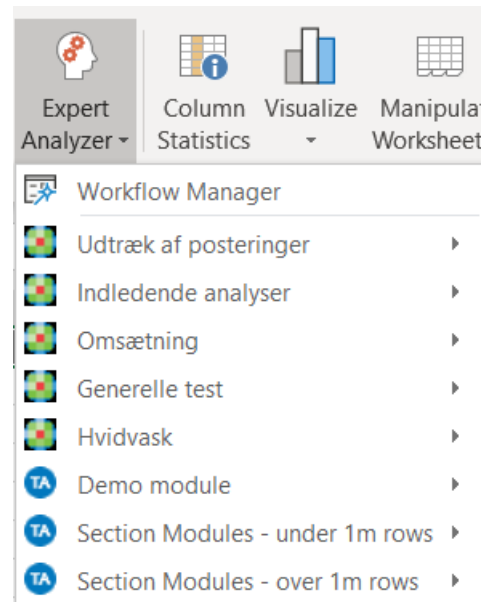 Expert Analyzer
Column Statistics
Visualize
Manipulat
Worksheet
Workflow Manager
Udtræk af posteringer
Indledende analyser
Omsætning
Generelle test
Hvidvask
TA Demo module
TA Section Modules - under 1m rows
TA Section Modules - over 1m rows